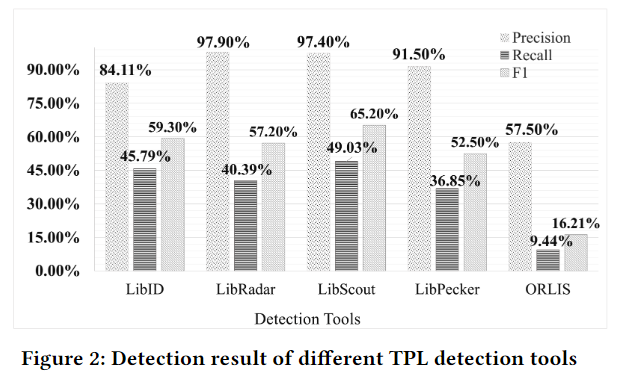 97.90%
97.40%
Precision
Recall
F1
91.50%
90.00%
84.11%
75.00%
65.20%
60.00%
59.30%
57.20%
57.50%
52.50%
49.03%
45.00%
45.79%
40.39%
36.85%
30.00%
15.00%
16.21%
9.44%
0.00%
LibID
LibRadar
LibScout
LibPecker
ORLIS
Detection Tools
Figure 2: Detection result of different TPL detection tools